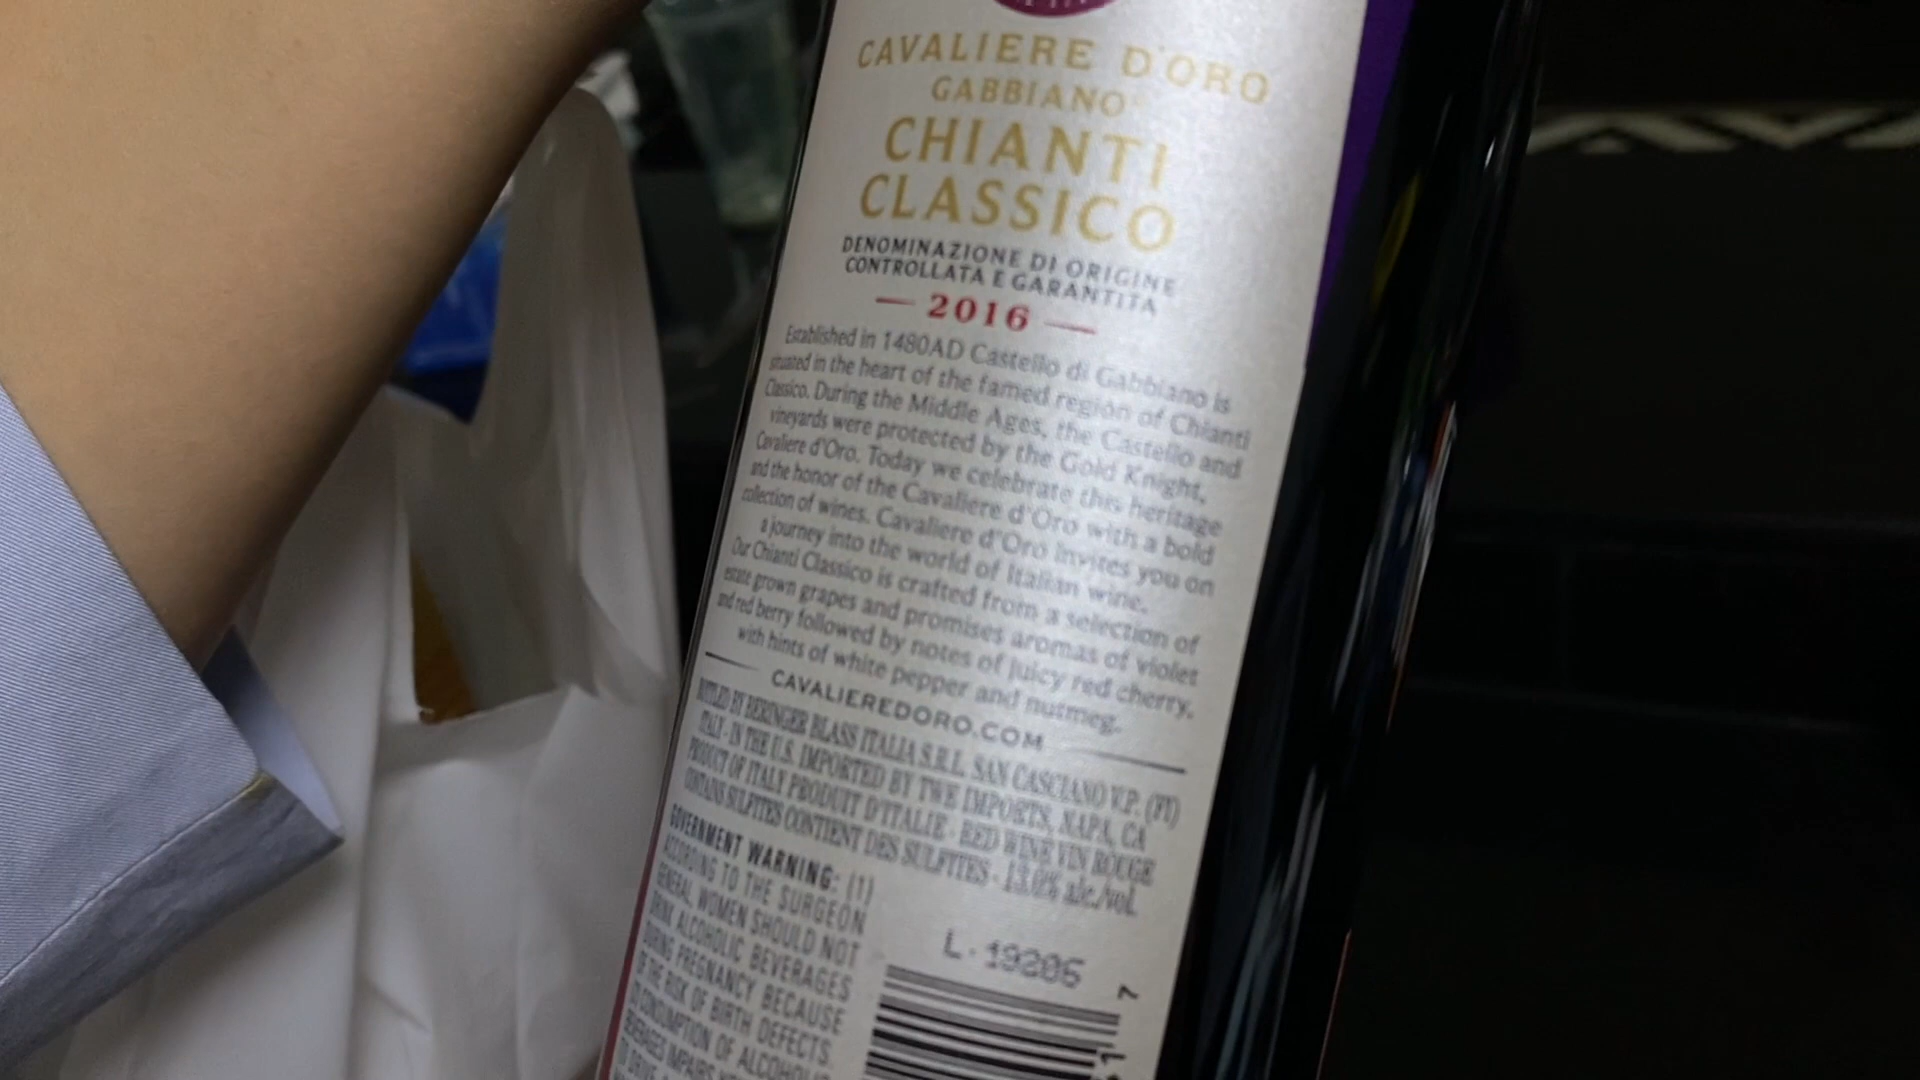 CAVALIERE D'ORO
GABBIANO®
CHIANTI
CLASSICO
DENOMINAZIONE DI ORIGINE
CONTROLLATA E GARANTITA
— 2016 —
Established in 1480AD Castello di Gabbiano is
situated in the heart of the famed region of Chianti
Classico. During the Middle Ages, the Castello and
vineyards were protected by the Gold Knight,
Cavaliere d'Oro. Today we celebrate this heritage
and the honor of the Cavaliere d'Oro with a bold
collection of wines. Cavaliere d'Oro invites you on
a journey into the world of Italian wine.
Our Chianti Classico is crafted from a selection of
estate grown grapes and promises aromas of violet
and red berry followed by notes of juicy red cherry,
with hints of white pepper and nutmeg.
CAVALIEREDORO.COM
BOTTLED BY BERINGER BLASS ITALIA S.R.L. SAN CASCIANO V.P. (FI)
ITALY - IN THE U.S. IMPORTED BY TWE IMPORTS, NAPA, CA
PRODUCT OF ITALY PRODUIT D'ITALIE - RED WINE VIN ROUGE
CONTAINS SULFITES CONTIENT DES SULFITES - 13.0% alc./vol.
GOVERNMENT WARNING: (1)
ACCORDING TO THE SURGEON
GENERAL, WOMEN SHOULD NOT
DRINK ALCOHOLIC BEVERAGES
DURING PREGNANCY BECAUSE
OF THE RISK OF BIRTH DEFECTS.
CONSUMPTION OF ALCOHOLIC
BEVERAGES IMPAIRS
L. 19206
7